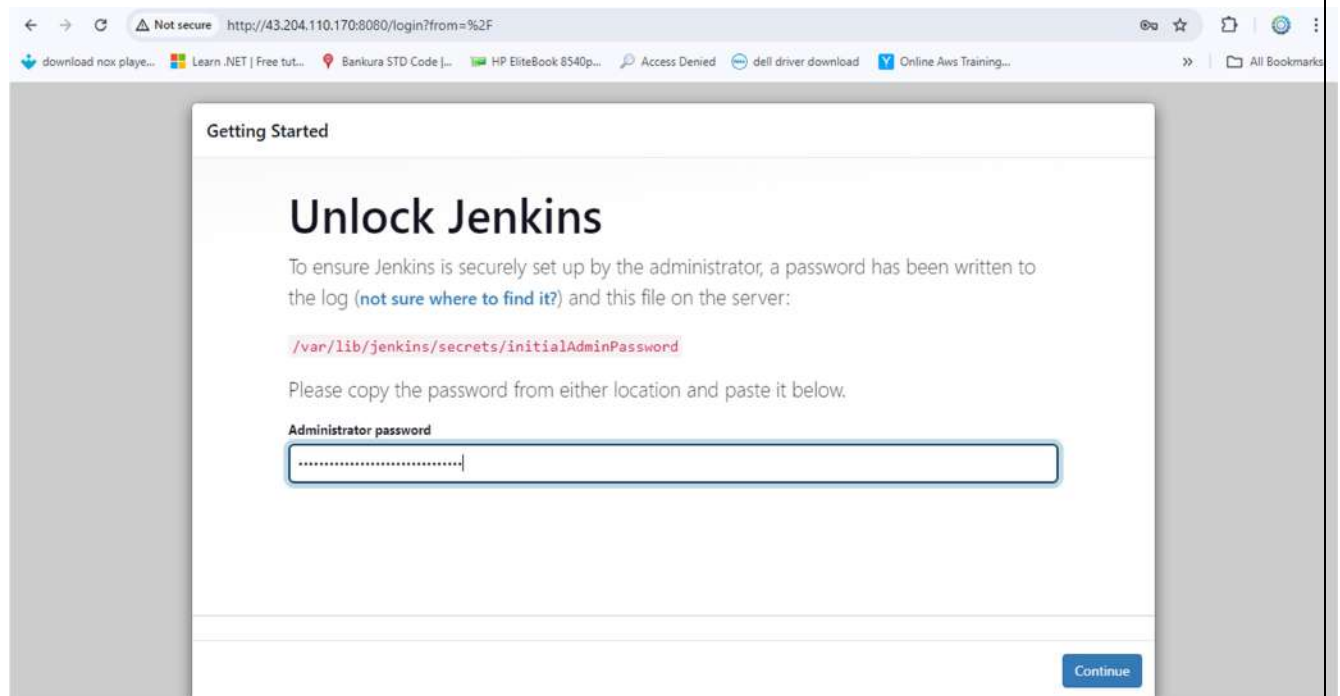 Not secure http://43.204.110.170:8080/login?from=%2F
download nox playe... Learn .NET | Free tut... Bankura STD Code |... HP EliteBook 8540p... Access Denied dell driver download Online Aws Training... » All Bookmarks
Getting Started
Unlock Jenkins
To ensure Jenkins is securely set up by the administrator, a password has been written to
the log (not sure where to find it?) and this file on the server:
/var/lib/jenkins/secrets/initialAdminPassword
Please copy the password from either location and paste it below.
Administrator password
Continue